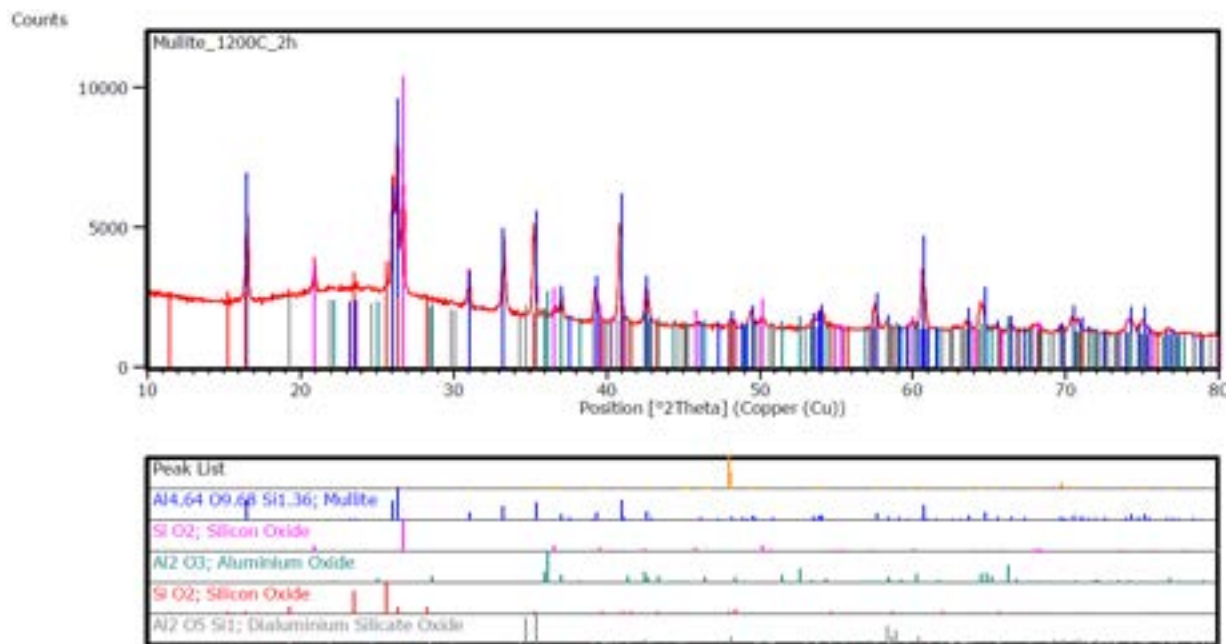 Counts
Mullite_1200C_2h
10000
5000
0
10 20 30 40 50 60 70 80
Position [°2Theta] (Copper (Cu))
Peak List
Al4.64 O9.68 Si1.36; Mullite
Si O2; Silicon Oxide
Al2 O3; Aluminium Oxide
Si O2; Silicon Oxide
Al2 O5 Si1; Dialuminium Silicate Oxide